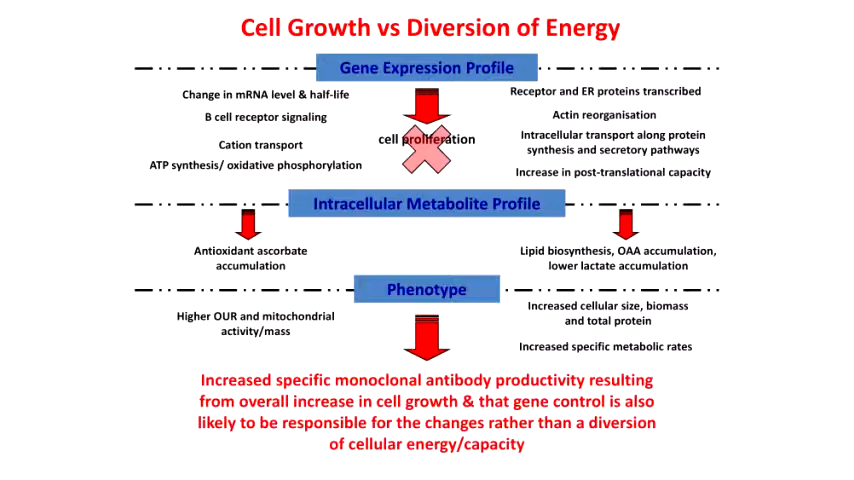 Cell Growth vs Diversion of Energy
Gene Expression Profile
Change in mRNA level & half-life
B cell receptor signaling
Cation transport
ATP synthesis/ oxidative phosphorylation
cell proliferation
Receptor and ER proteins transcribed
Actin reorganisation
Intracellular transport along protein
synthesis and secretory pathways
Increase in post-translational capacity
Intracellular Metabolite Profile
Antioxidant ascorbate
accumulation
Lipid biosynthesis, OAA accumulation,
lower lactate accumulation
Phenotype
Higher OUR and mitochondrial
activity/mass
Increased cellular size, biomass
and total protein
Increased specific metabolic rates
Increased specific monoclonal antibody productivity resulting
from overall increase in cell growth & that gene control is also
likely to be responsible for the changes rather than a diversion
of cellular energy/capacity